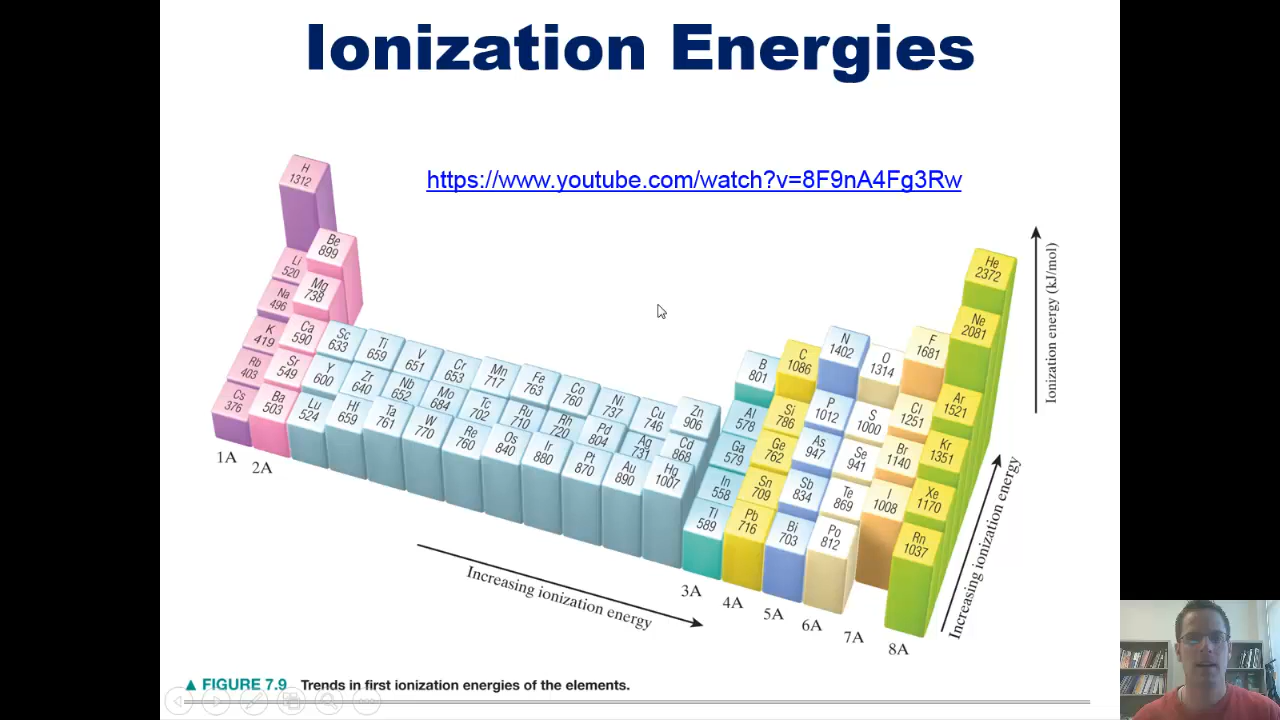 Ionization Energies
https://www.youtube.com/watch?v=8F9nA4Fg3Rw
H
1312
Be
899
Li
520
Mg
738
Na
496
K
419
Ca
590
Sc
633
Ti
659
V
651
Cr
653
Mn
717
Fe
763
Co
760
Ni
737
Cu
746
Zn
906
Rb
403
Sr
549
Y
600
Zr
640
Nb
652
Mo
684
Tc
702
Ru
710
Rh
720
Pd
804
Ag
731
Cd
868
Cs
376
Ba
503
Lu
524
Hf
659
Ta
761
W
770
Re
760
Os
840
Ir
880
Pt
870
Au
890
Hg
1007
He
2372
B
801
C
1086
N
1402
O
1314
F
1681
Ne
2081
Al
578
Si
786
P
1012
S
1000
Cl
1251
Ar
1521
Ga
579
Ge
762
As
947
Se
941
Br
1140
Kr
1351
In
558
Sn
709
Sb
834
Te
869
I
1008
Xe
1170
Tl
589
Pb
716
Bi
703
Po
812
Rn
1037
1A
2A
3A
4A
5A
6A
7A
8A
Increasing ionization energy
Increasing ionization energy
Ionization energy (kJ/mol)
▲ FIGURE 7.9 Trends in first ionization energies of the elements.